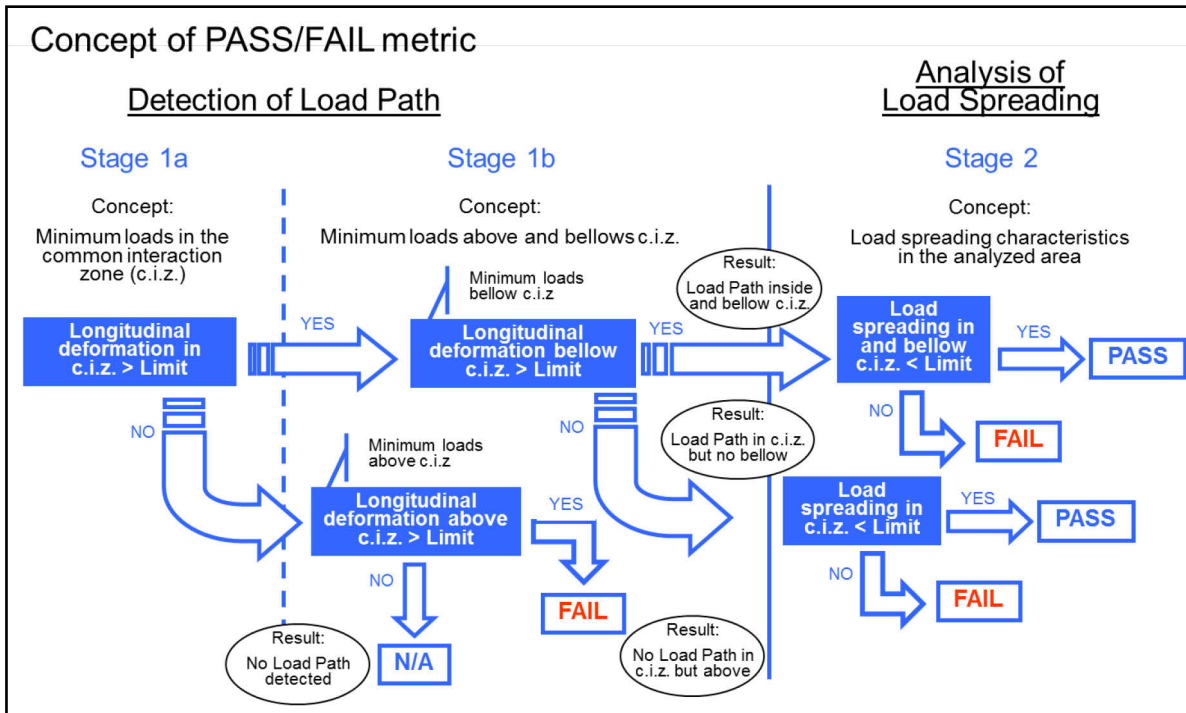 Concept of PASS/FAIL metric
Detection of Load Path
Analysis of
Load Spreading
Stage 1a
Concept:
Minimum loads in the
common interaction
zone (c.i.z.)
Longitudinal
deformation in
c.i.z. > Limit
YES
NO
Stage 1b
Concept:
Minimum loads above and bellows c.i.z.
Minimum loads
bellow c.i.z
Longitudinal
deformation bellow
c.i.z. > Limit
YES
NO
Result:
Load Path inside
and bellow c.i.z.
Result:
Load Path in c.i.z.
but no bellow
Minimum loads
above c.i.z
Longitudinal
deformation above
c.i.z. > Limit
YES
FAIL
NO
N/A
Result:
No Load Path
detected
Result:
No Load Path in
c.i.z. but above
Stage 2
Concept:
Load spreading characteristics
in the analyzed area
Load
spreading in
and bellow
c.i.z. < Limit
YES
PASS
NO
FAIL
Load
spreading in
c.i.z. < Limit
YES
PASS
NO
FAIL